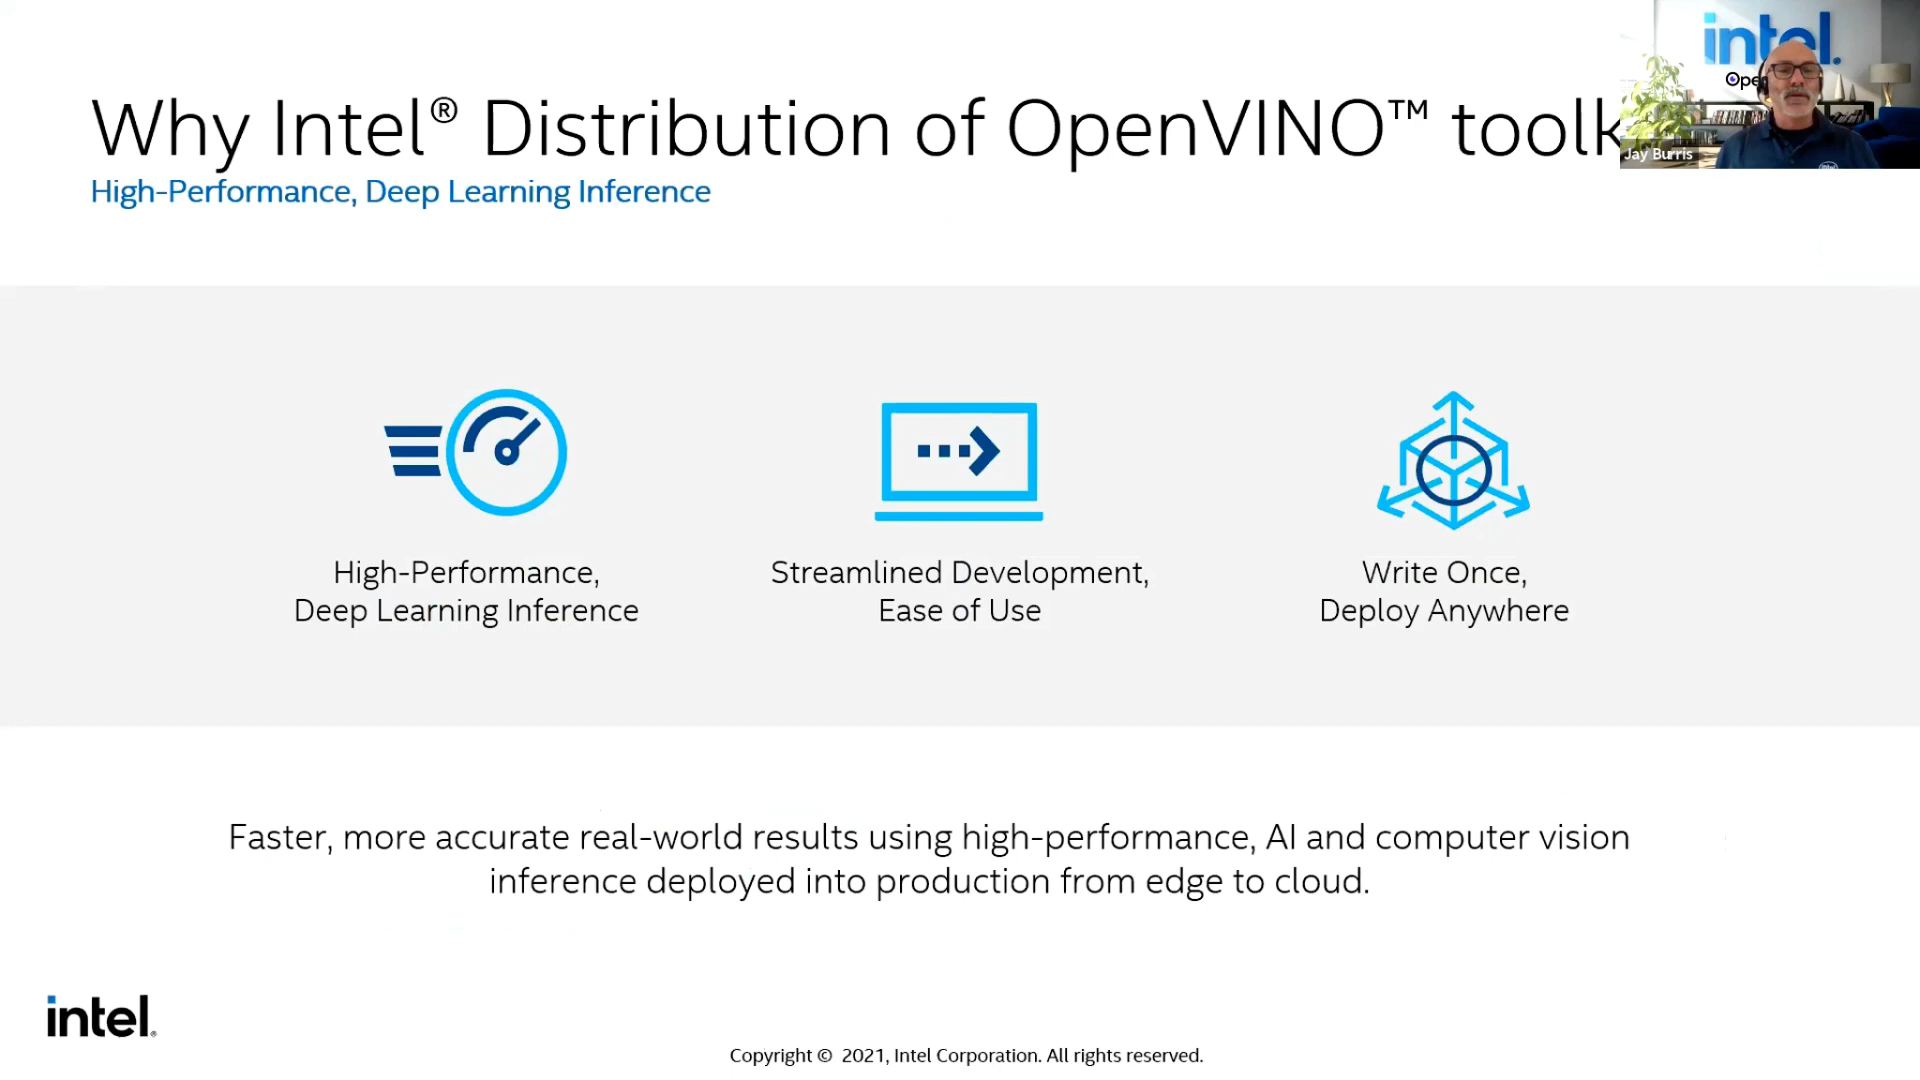 Why Intel® Distribution of OpenVINO™ toolk
High-Performance, Deep Learning Inference
intel.
Ope
Jay Burris
High-Performance,
Deep Learning Inference
Streamlined Development,
Ease of Use
Write Once,
Deploy Anywhere
Faster, more accurate real-world results using high-performance, AI and computer vision
inference deployed into production from edge to cloud.
intel.
Copyright © 2021, Intel Corporation. All rights reserved.